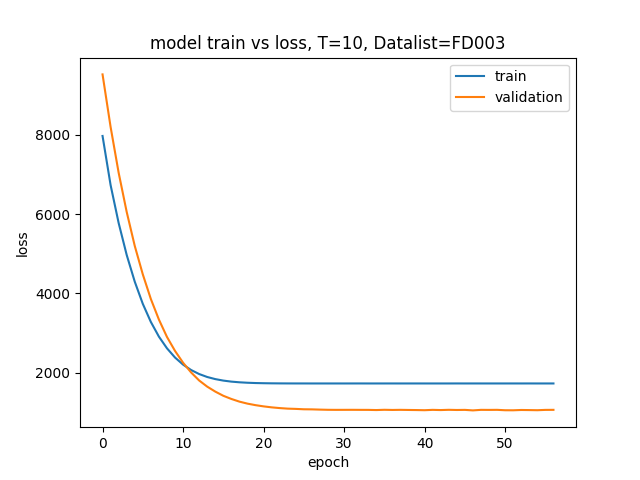 model train vs loss, T=10, Datalist=FD003
train
validation
8000
6000
4000
2000
loss
0 10 20 30 40 50
epoch